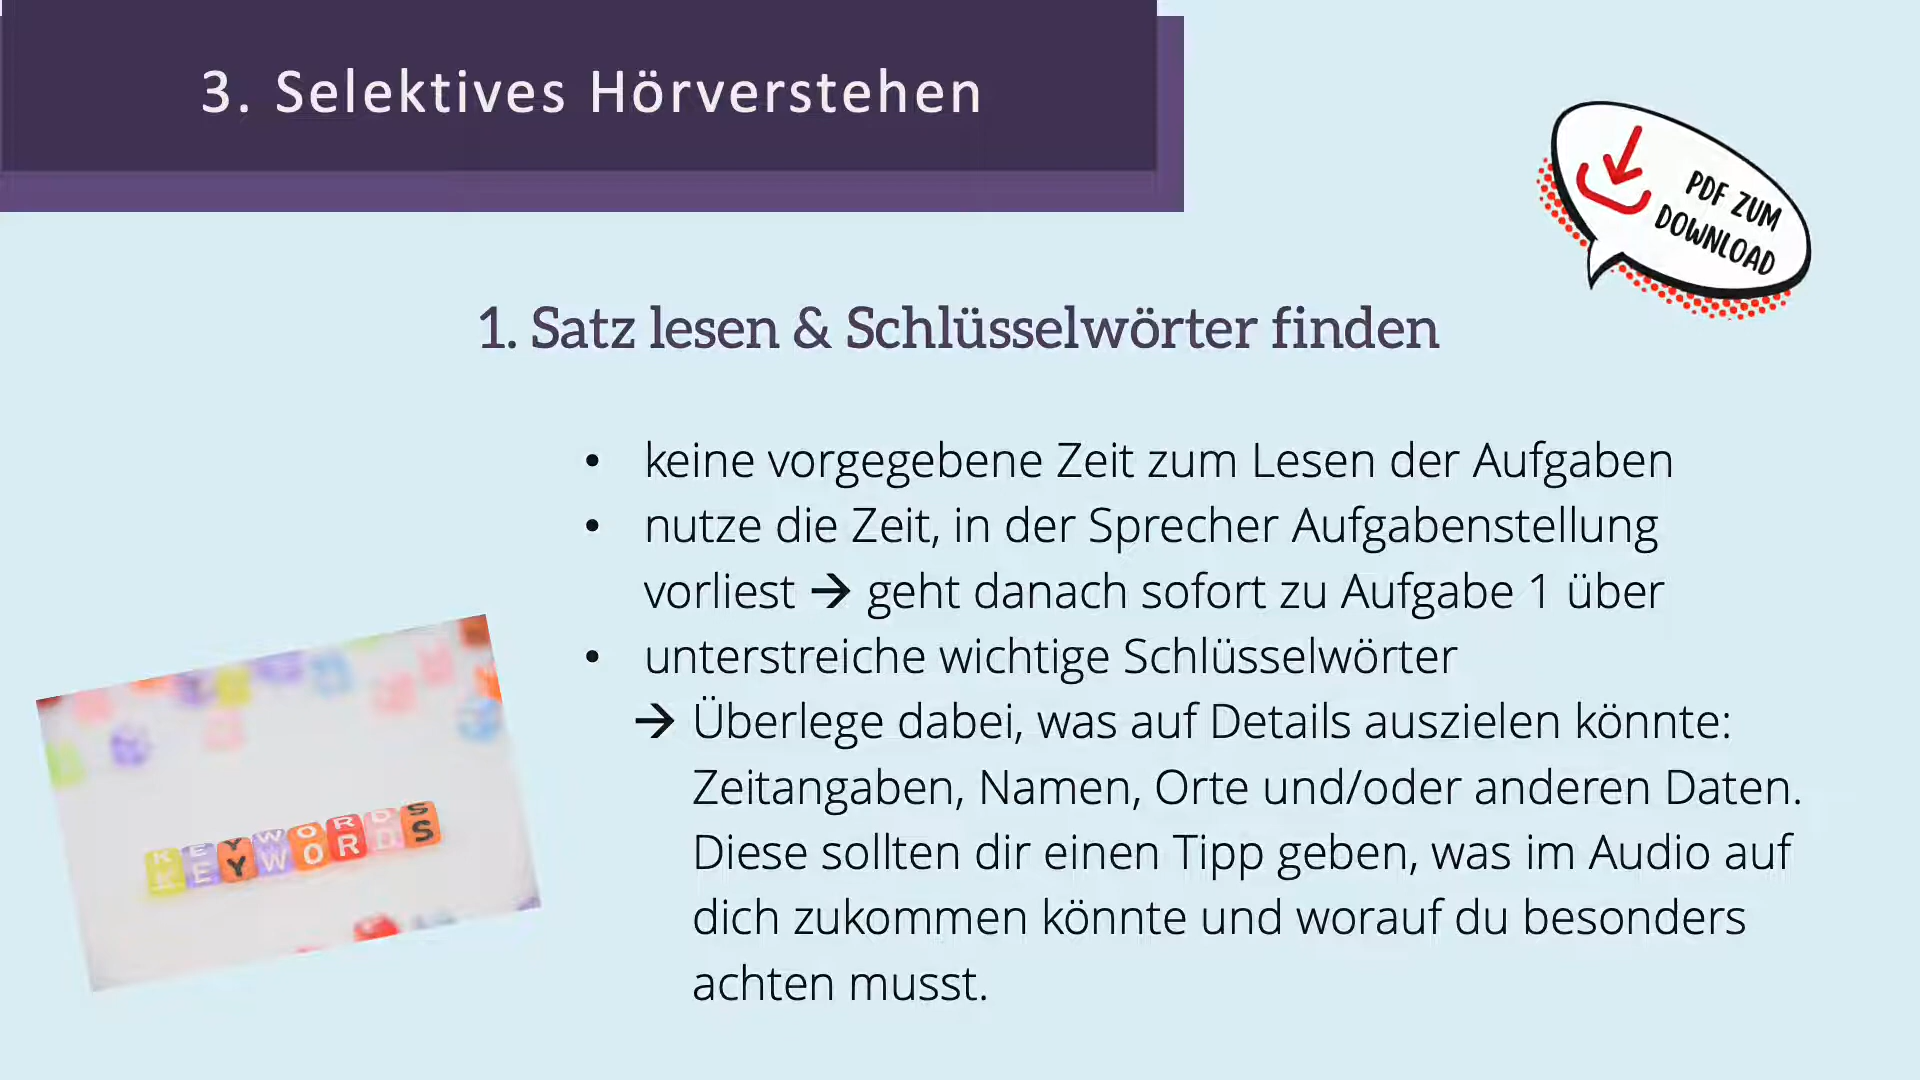 3. Selektives Hörverstehen
PDF ZUM
DOWNLOAD
1. Satz lesen & Schlüsselwörter finden
• keine vorgegebene Zeit zum Lesen der Aufgaben
• nutze die Zeit, in der Sprecher Aufgabenstellung
vorliest → geht danach sofort zu Aufgabe 1 über
• unterstreiche wichtige Schlüsselwörter
→ Überlege dabei, was auf Details auszielen könnte:
Zeitangaben, Namen, Orte und/oder anderen Daten.
Diese sollten dir einen Tipp geben, was im Audio auf
dich zukommen könnte und worauf du besonders
achten musst.
KEYWORDS
KEYWORDS